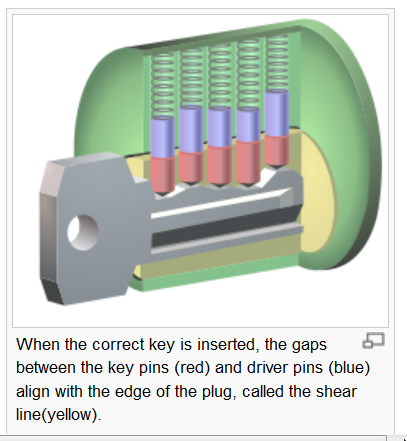 When the correct key is inserted, the gaps
between the key pins (red) and driver pins (blue)
align with the edge of the plug, called the shear
line(yellow).